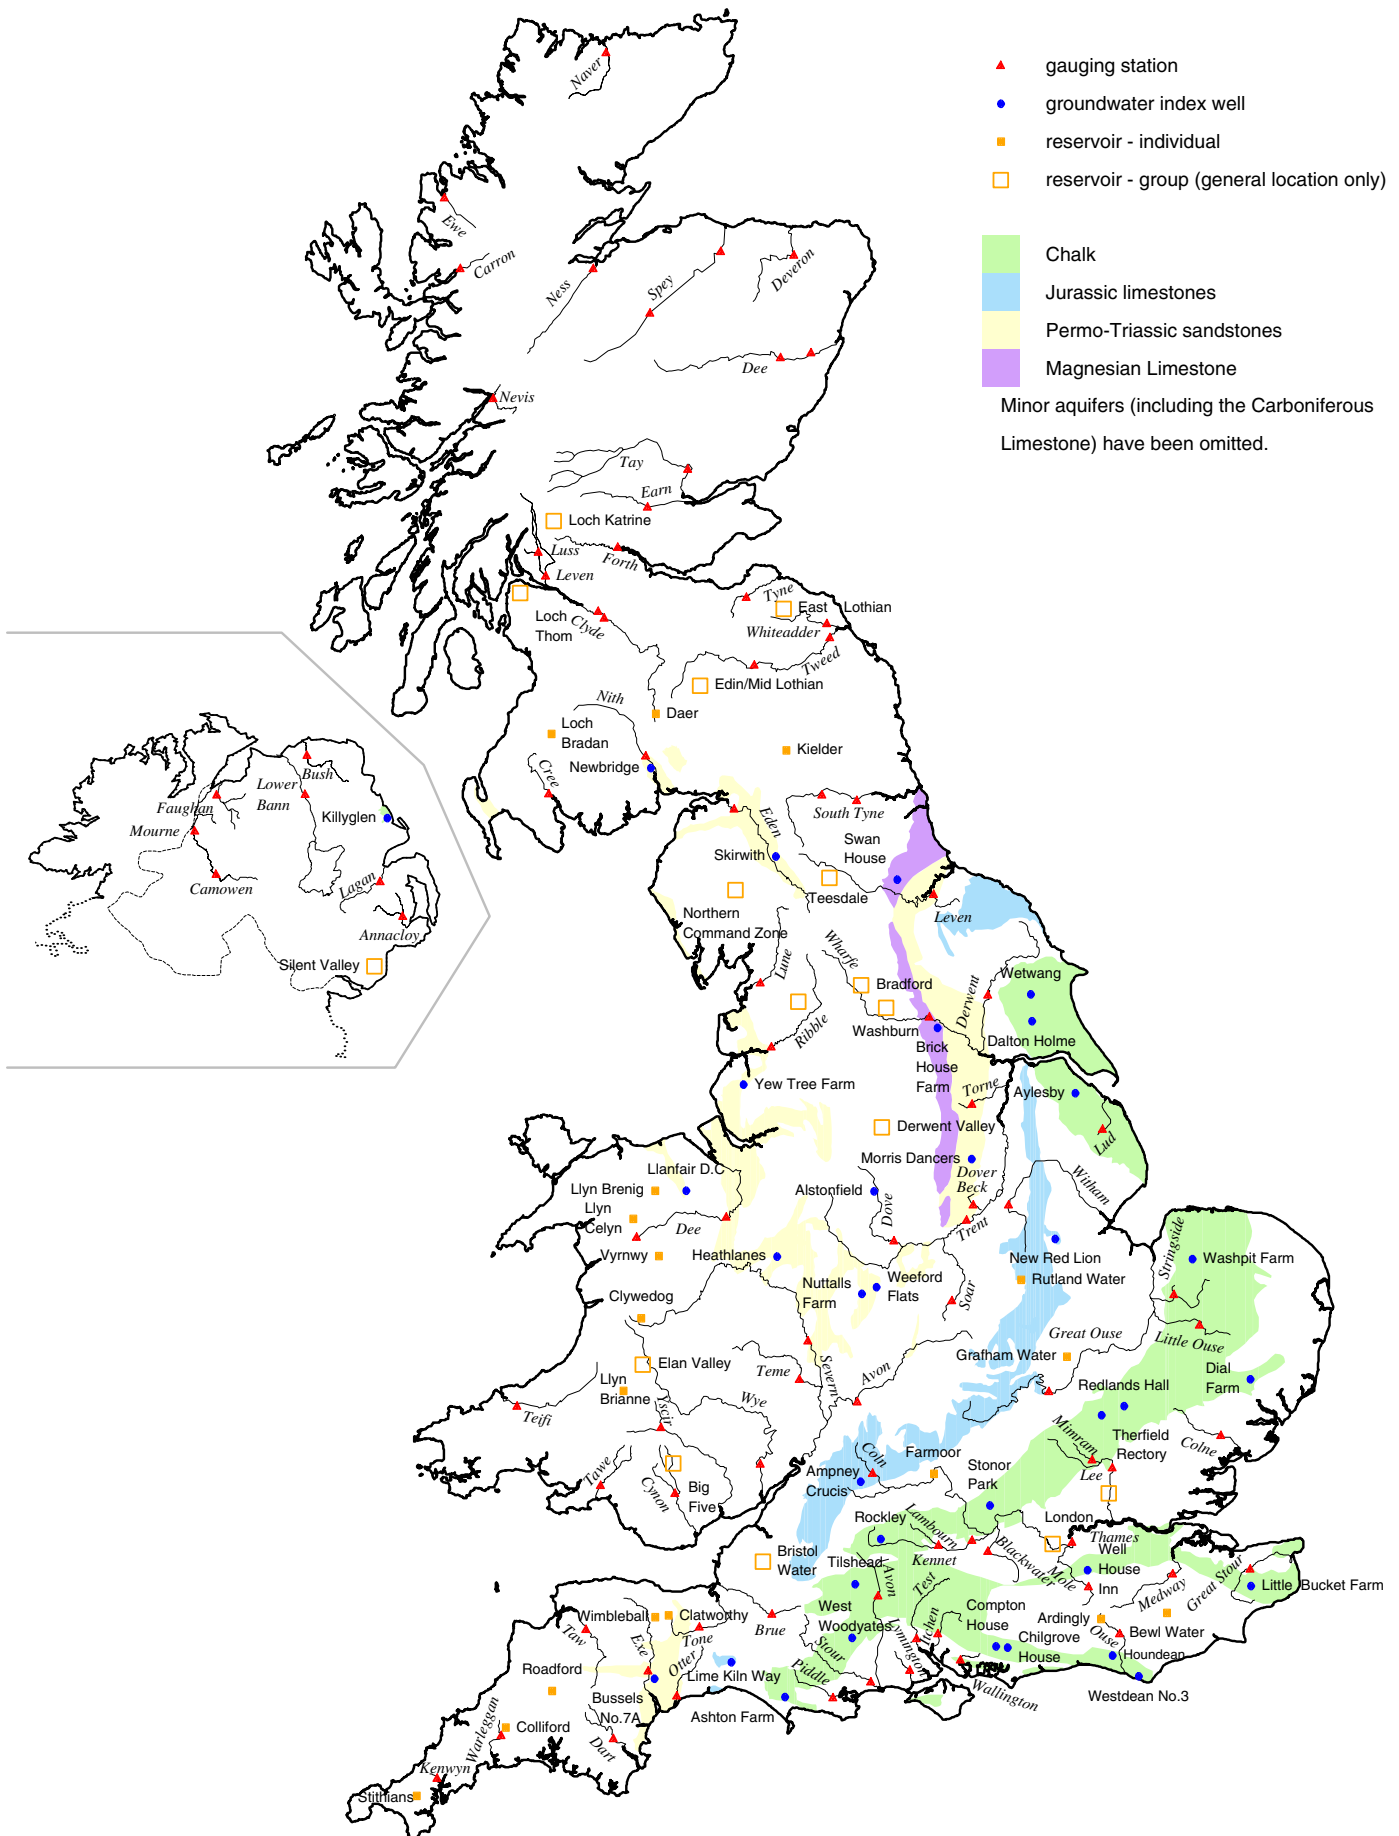 gauging station
groundwater index well
reservoir - individual
reservoir - group (general location only)
Chalk
Jurassic limestones
Permo-Triassic sandstones
Magnesian Limestone
Minor aquifers (including the Carboniferous
Limestone) have been omitted.
Naver
Ewe
Carron
Ness
Spey
Deveron
Dee
Nevis
Tay
Earn
Loch Katrine
Luss
Forth
Leven
Loch
Thom
Clyde
Tyne
East Lothian
Whiteadder
Tweed
Edin/Mid Lothian
Nith
Daer
Loch
Bradan
Kielder
Newbridge
Cree
Bush
Lower
Bann
Faughan
Mourne
Killyglen
Camowen
Lagan
Annacloy
Silent Valley
Eden
South Tyne
Swan
House
Skirwith
Teesdale
Leven
Northern
Command Zone
Lune
Wharfe
Bradford
Derwent
Wetwang
Ribble
Washburn
Brick
House
Farm
Dalton Holme
Yew Tree Farm
Torne
Aylesby
Derwent Valley
Lud
Morris Dancers
Dover
Beck
Witham
Llanfair D.C
Llyn Brenig
Llyn
Celyn
Alstonfield
Dove
Dee
Trent
Stringside
Vyrnwy
Heathlanes
New Red Lion
Washpit Farm
Nuttalls
Farm
Weeford
Flats
Soar
Rutland Water
Clywedog
Great Ouse
Little Ouse
Elan Valley
Teme
Severn
Avon
Grafham Water
Dial
Farm
Llyn
Brianne
Wye
Redlands Hall
Teifi
Yscir
Mimram
Therfield
Rectory
Colne
Tawe
Cynon
Big
Five
Ampney
Crucis
Coln
Farmoor
Stonor
Park
Lee
Rockley
Lambourn
London
Thames
Bristol
Water
Tilshead
Kennet
Blackwater
Well
House
Inn
Mole
Avon
Test
Medway
Great Stour
Little Bucket Farm
Wimbleball
Clatworthy
Brue
West
Woodyates
Itchen
Compton
House
Chilgrove
House
Ardingly
Ouse
Bewl Water
Taw
Exe
Tone
Otter
Stour
Lymington
Houndean
Roadford
Lime Kiln Way
Piddle
Wallington
Westdean No.3
Bussels
No.7A
Ashton Farm
Warleggan
Colliford
Dart
Kenwyn
Stithians